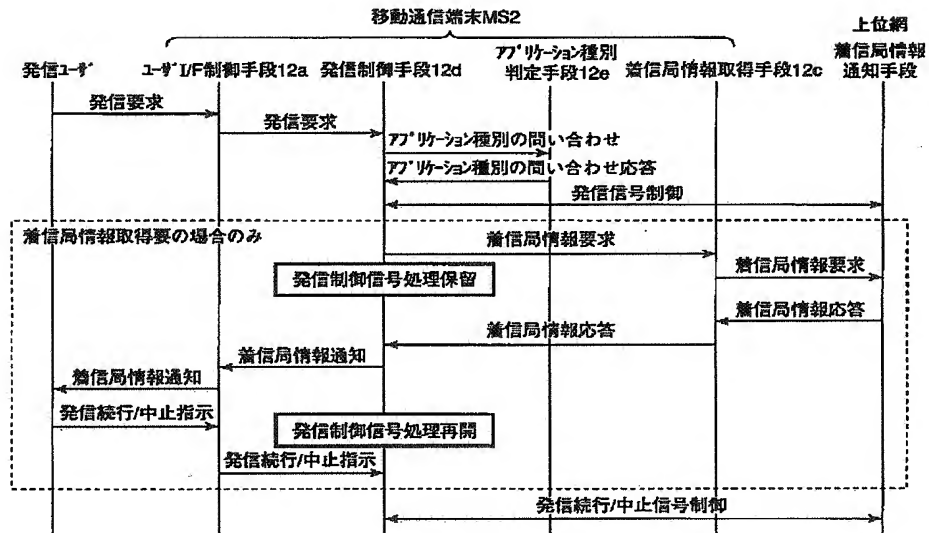 移動通信端末MS2
上位網
発信ユーザ
ユーザI/F制御手段12a
発信制御手段12d
アプリケーション種別
判定手段12e
着信局情報取得手段12c
着信局情報
通知手段
発信要求
発信要求
アプリケーション種別の問い合わせ
アプリケーション種別の問い合わせ応答
発信信号制御
着信局情報取得要の場合のみ
着信局情報要求
発信制御信号処理保留
着信局情報要求
着信局情報応答
着信局情報応答
着信局情報通知
着信局情報通知
発信続行/中止指示
発信制御信号処理再開
発信続行/中止指示
発信続行/中止信号制御